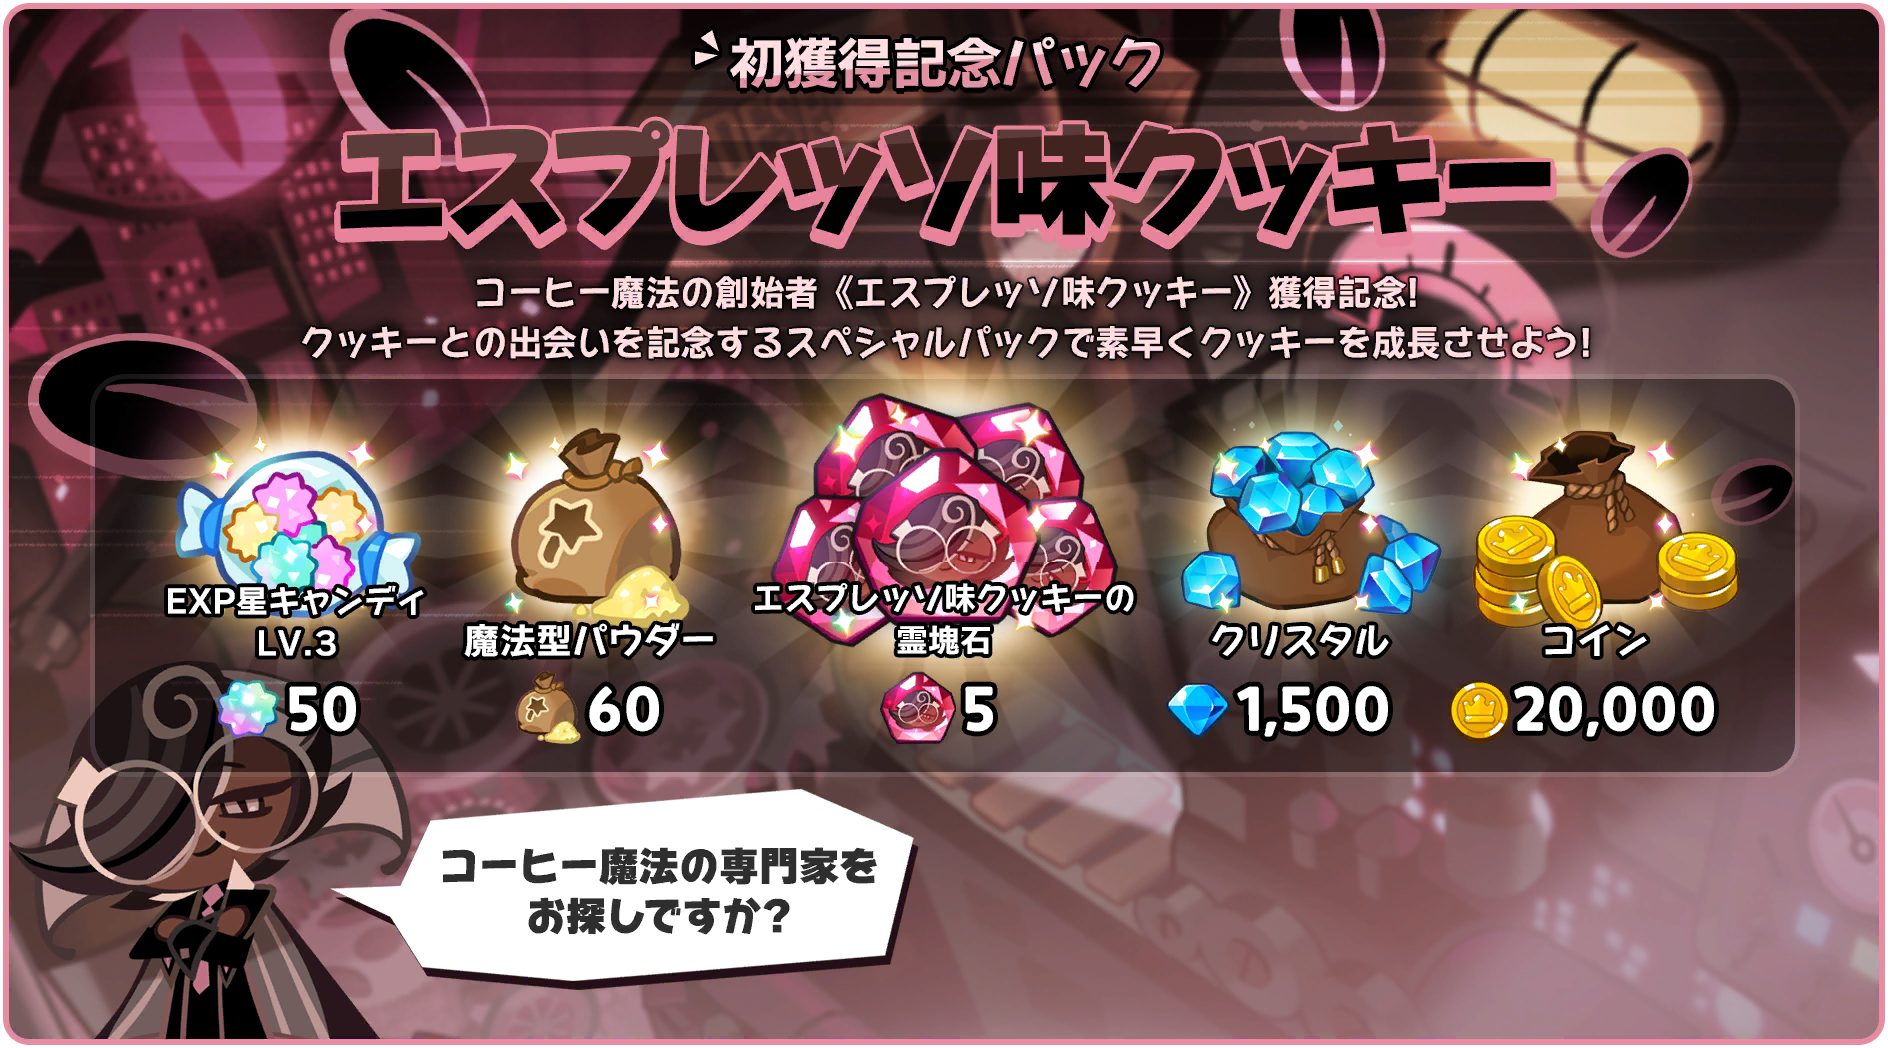 初獲得記念パック
エスプレッソ味クッキー
コーヒー魔法の創始者《エスプレッソ味クッキー》獲得記念!
クッキーとの出会いを記念するスペシャルパックで素早くクッキーを成長させよう!
EXP星キャンディ
LV.3
50
魔法型パウダー
60
エスプレッソ味クッキーの
霊塊石
5
クリスタル
1,500
コイン
20,000
コーヒー魔法の専門家を
お探しですか?